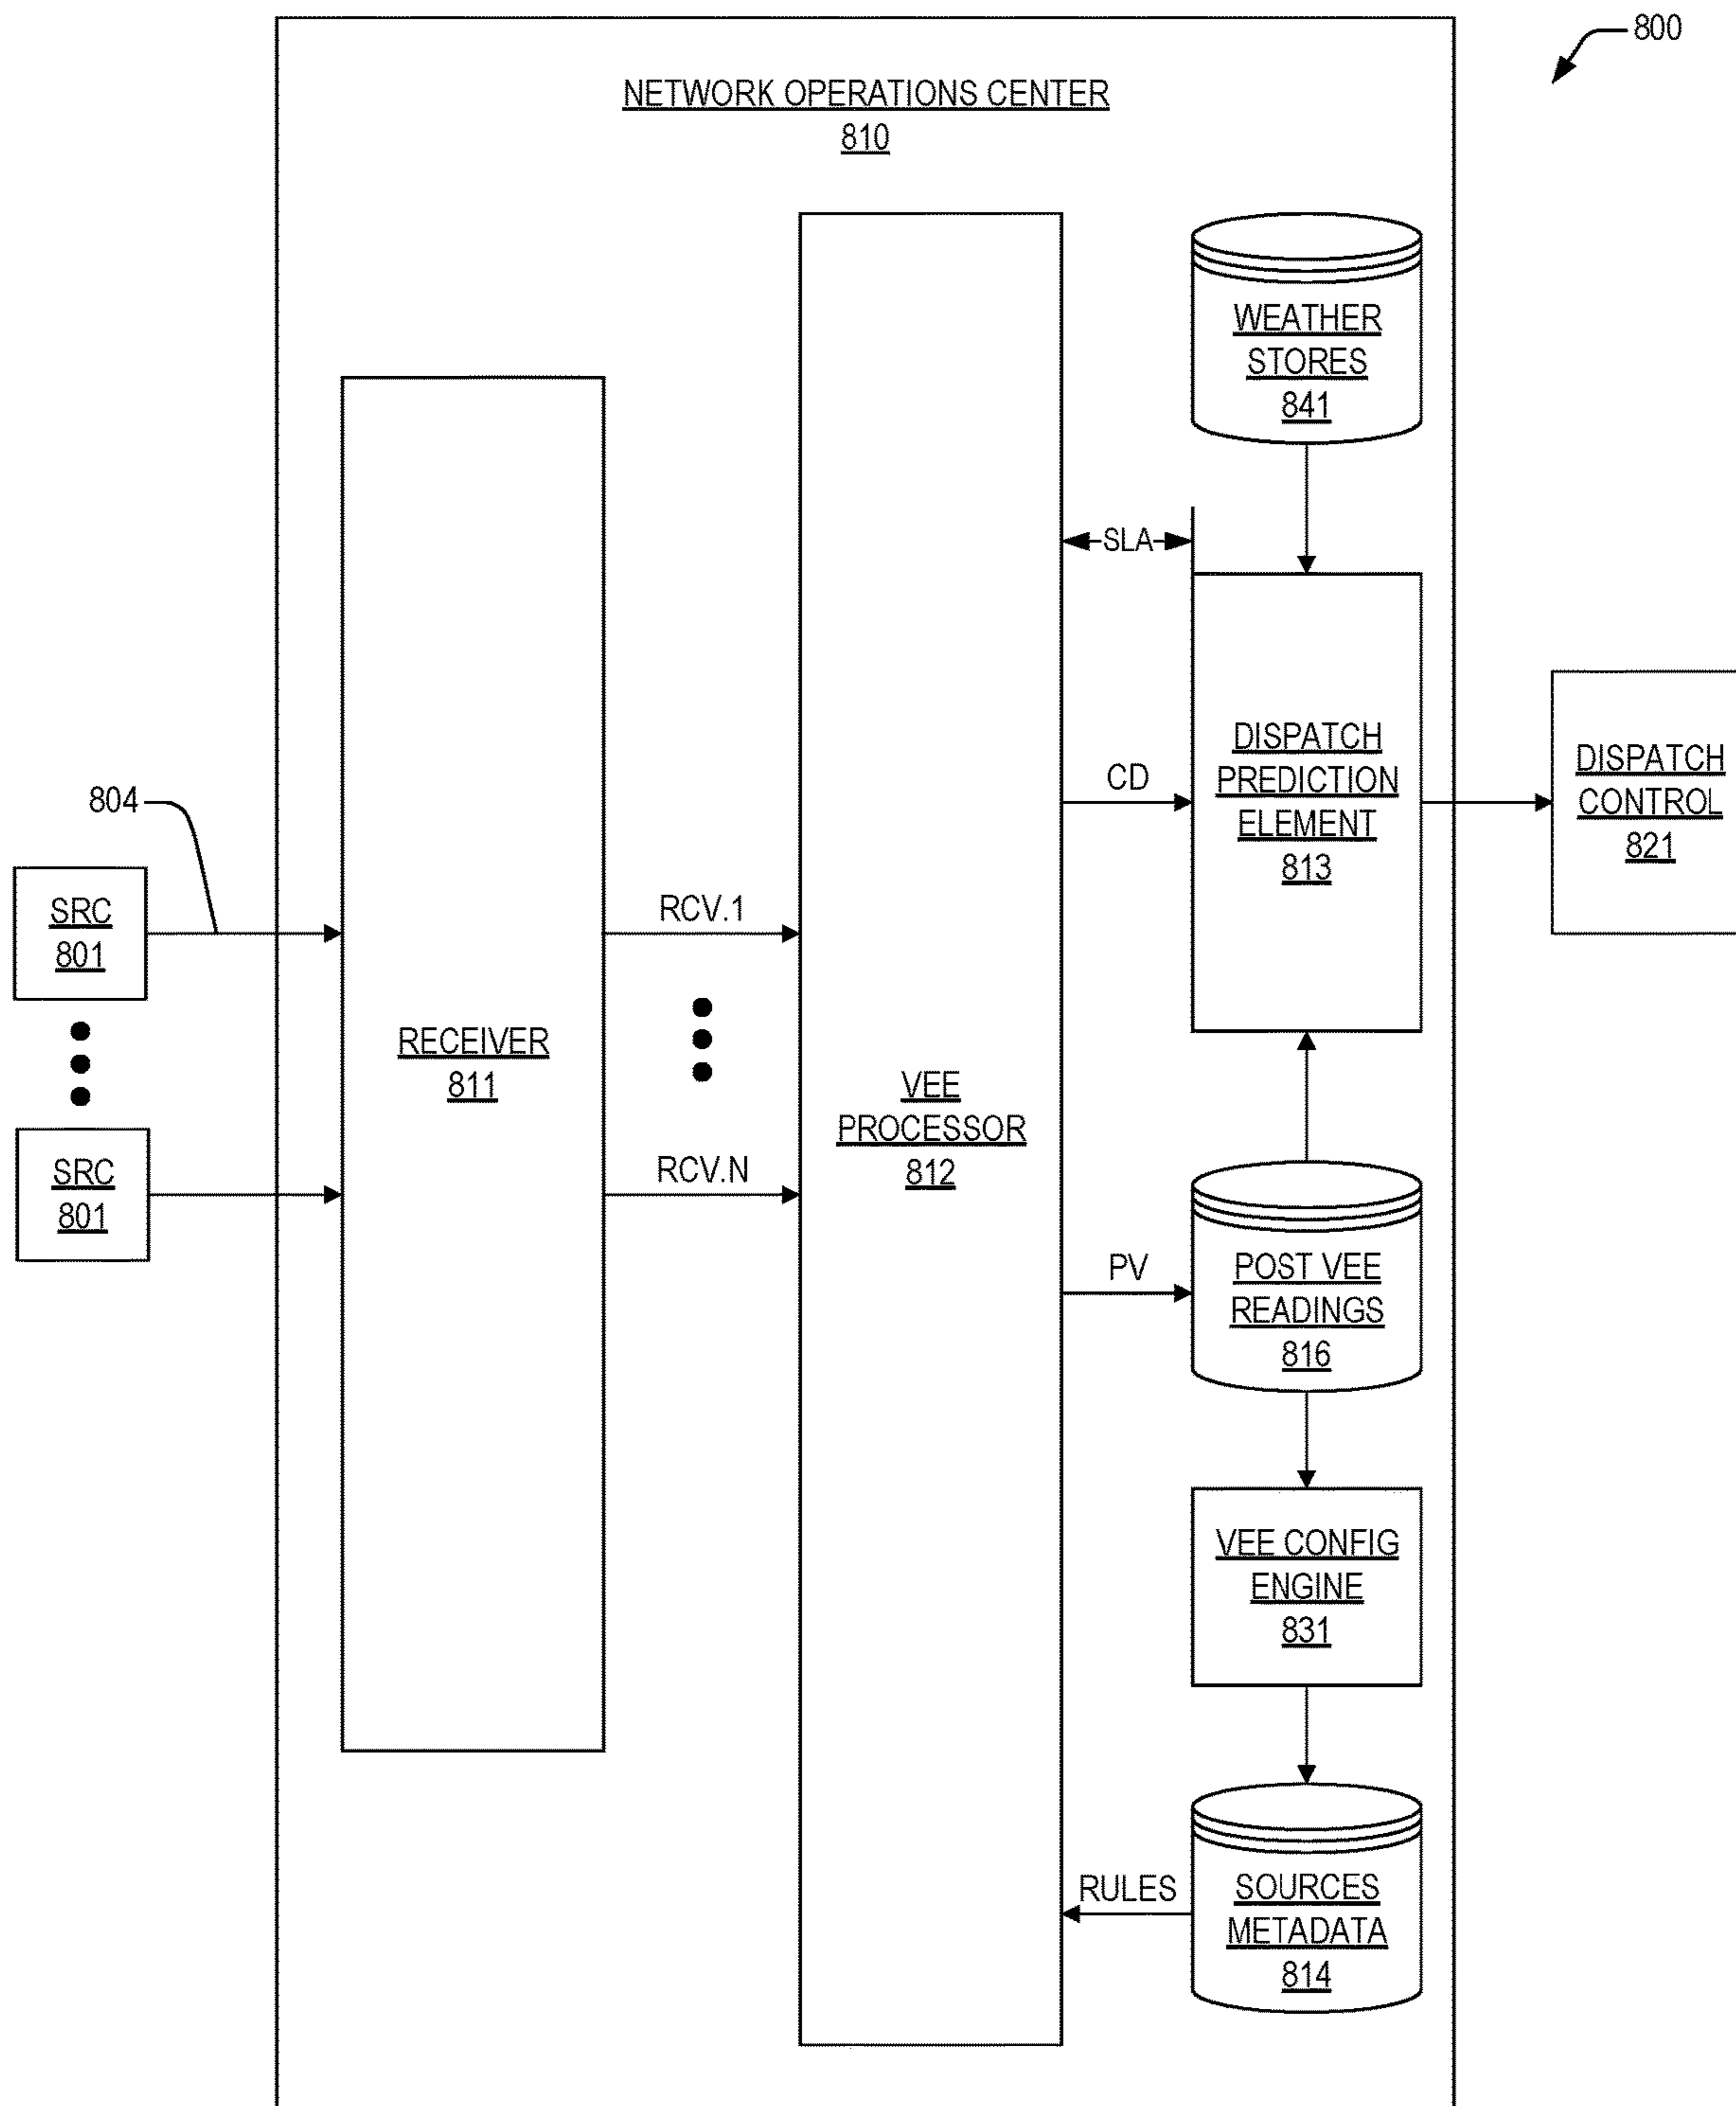 800
NETWORK OPERATIONS CENTER
810
WEATHER
STORES
841
SLA
DISPATCH
PREDICTION
ELEMENT
813
CD
DISPATCH
CONTROL
821
804
SRC
801
RCV.1
RECEIVER
811
VEE
PROCESSOR
812
SRC
801
RCV.N
PV
POST VEE
READINGS
816
VEE CONFIG
ENGINE
831
RULES
SOURCES
METADATA
814